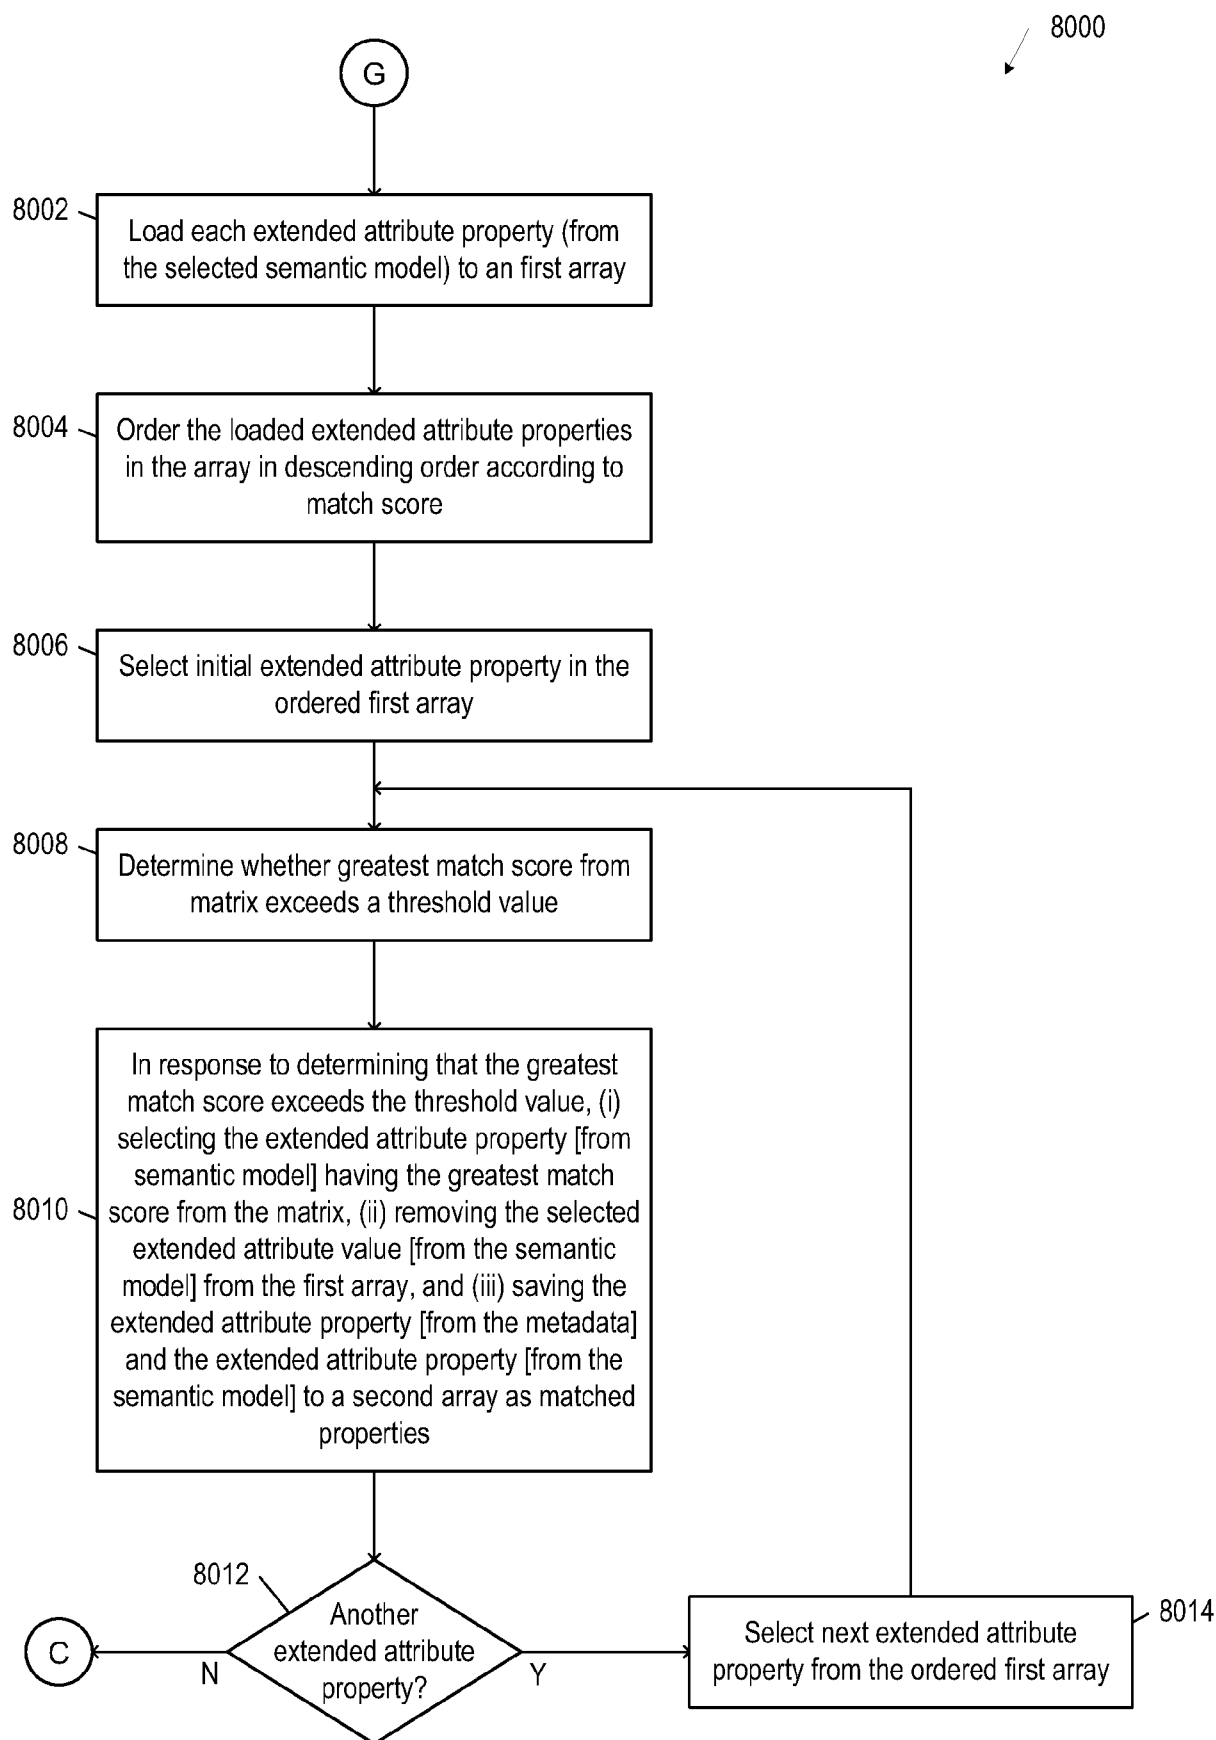 8000
G
8002
Load each extended attribute property (from
the selected semantic model) to an first array
8004
Order the loaded extended attribute properties
in the array in descending order according to
match score
8006
Select initial extended attribute property in the
ordered first array
8008
Determine whether greatest match score from
matrix exceeds a threshold value
8010
In response to determining that the greatest
match score exceeds the threshold value, (i)
selecting the extended attribute property [from
semantic model] having the greatest match
score from the matrix, (ii) removing the selected
extended attribute value [from the semantic
model] from the first array, and (iii) saving the
extended attribute property [from the metadata]
and the extended attribute property [from the
semantic model] to a second array as matched
properties
8012
Another
extended attribute
property?
N
Y
C
8014
Select next extended attribute
property from the ordered first array